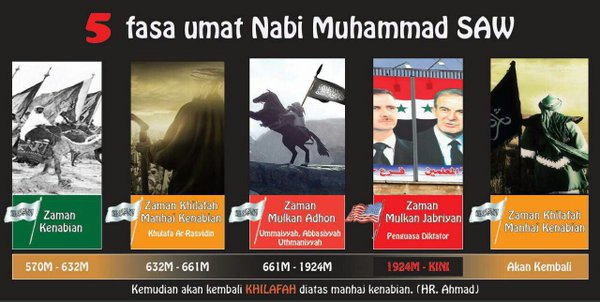 5 fasa umat Nabi Muhammad SAW
Zaman
Kenabian
Zaman Khilafah
Manhaj Kenabian
Khulafa Ar-Rasyidin
Zaman
Mulkan Adhon
Ummaiyyah, Abbasiyyah
Uthmaniyyah
Zaman
Mulkan Jabriyan
Penguasa Diktator
Zaman Khilafah
Manhaj Kenabian
570M - 632M
632M - 661M
661M - 1924M
1924M - KINI
Akan Kembali
Kemudian akan kembali KHILAFAH diatas manhaj kenabian. (HR. Ahmad)